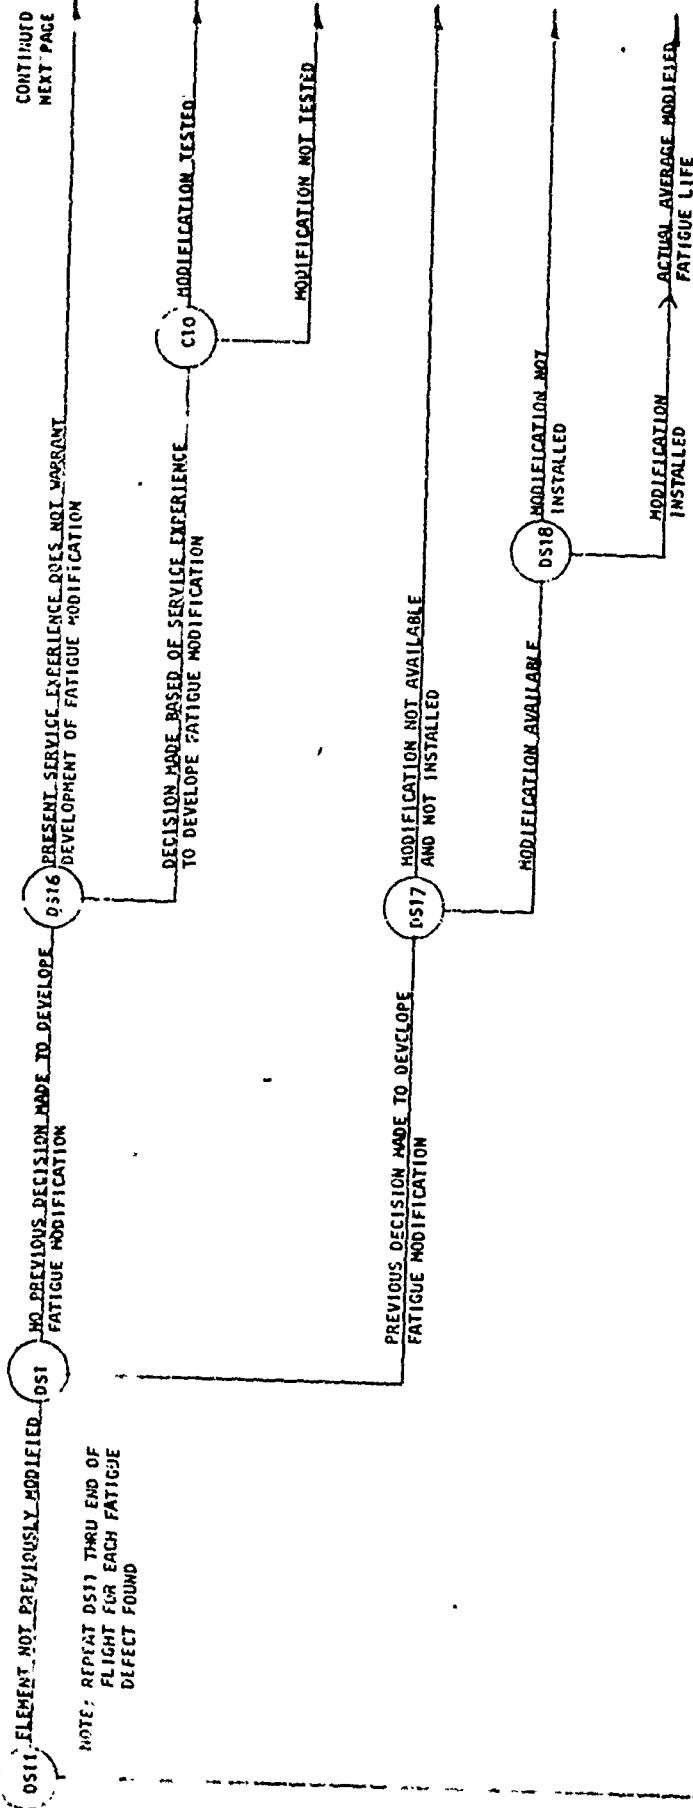 CONTINUED
NEXT PAGE
DS11
ELEMENT NOT PREVIOUSLY MODIFIED
DS1
NO PREVIOUS DECISION MADE TO DEVELOPE
FATIGUE MODIFICATION
DS16
PRESENT SERVICE EXPERIENCE DOES NOT WARRANT
DEVELOPMENT OF FATIGUE MODIFICATION
DECISION MADE BASED OF SERVICE EXPERIENCE
TO DEVELOPE FATIGUE MODIFICATION
C10
MODIFICATION TESTED
MODIFICATION NOT TESTED
NOTE: REPEAT DS11 THRU END OF
FLIGHT FOR EACH FATIGUE
DEFECT FOUND
PREVIOUS DECISION MADE TO DEVELOPE
FATIGUE MODIFICATION
DS17
MODIFICATION NOT AVAILABLE
AND NOT INSTALLED
MODIFICATION AVAILABLE
DS18
MODIFICATION NOT
INSTALLED
MODIFICATION
INSTALLED
ACTUAL AVERAGE MODIFIED
FATIGUE LIFE